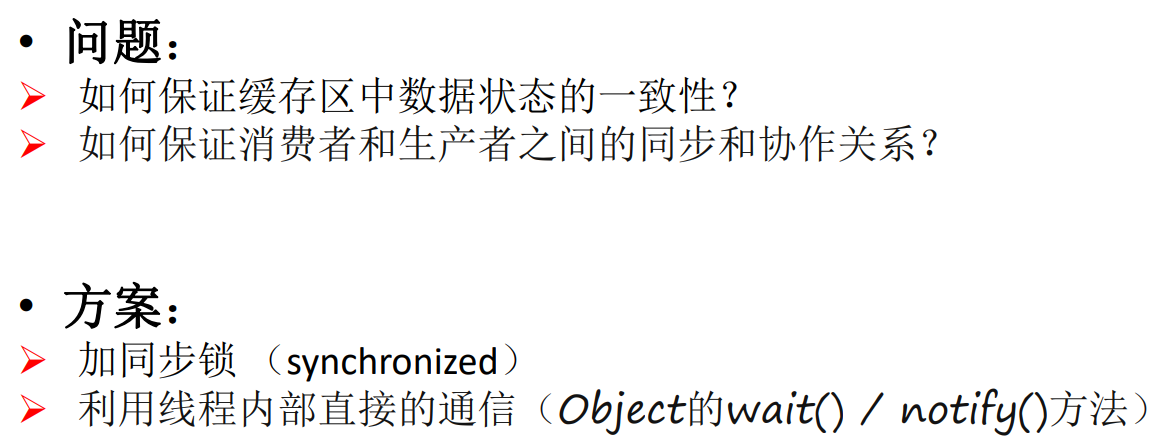 • 问题：
➢ 如何保证缓存区中数据状态的一致性？
➢ 如何保证消费者和生产者之间的同步和协作关系？
• 方案：
➢ 加同步锁 （synchronized）
➢ 利用线程内部直接的通信（Object的wait() / notify()方法）